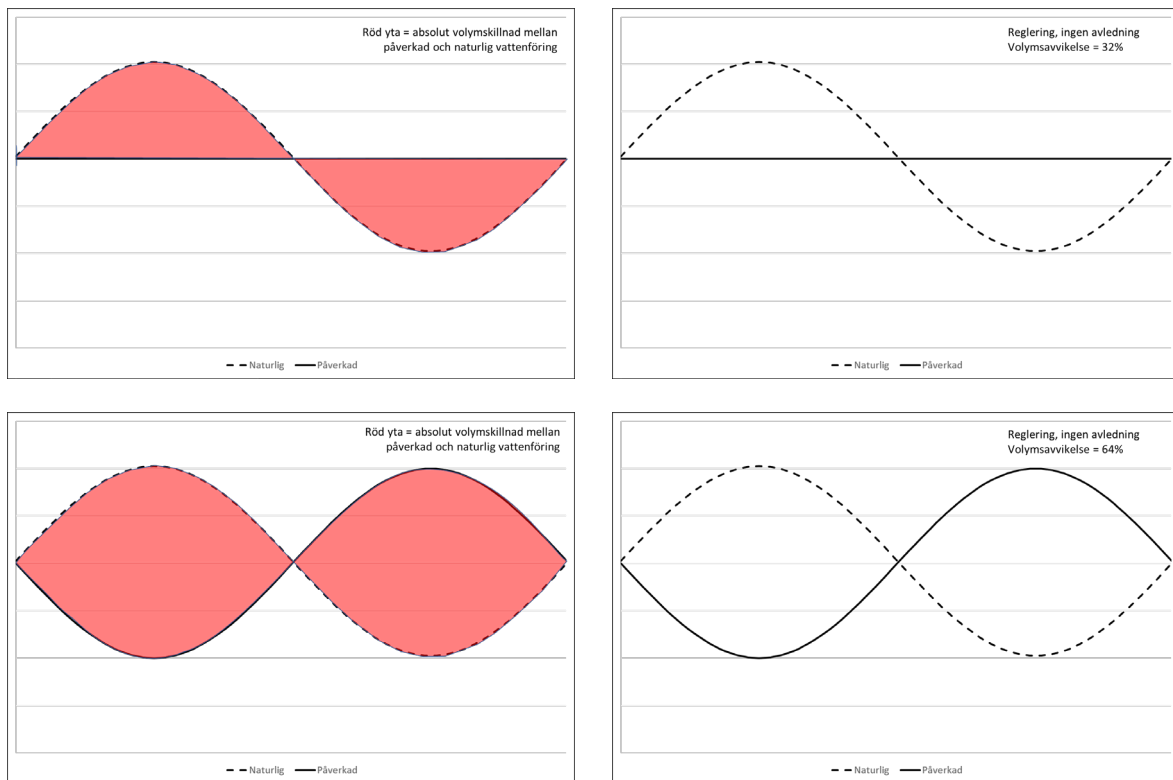 Röd yta = absolut volymskillnad mellan
påverkad och naturlig vattenföring
Naturlig
Påverkad
Reglering, ingen avledning
Volymsavvikelse = 32%
Naturlig
Påverkad
Röd yta = absolut volymskillnad mellan
påverkad och naturlig vattenföring
Naturlig
Påverkad
Reglering, ingen avledning
Volymsavvikelse = 64%
Naturlig
Påverkad